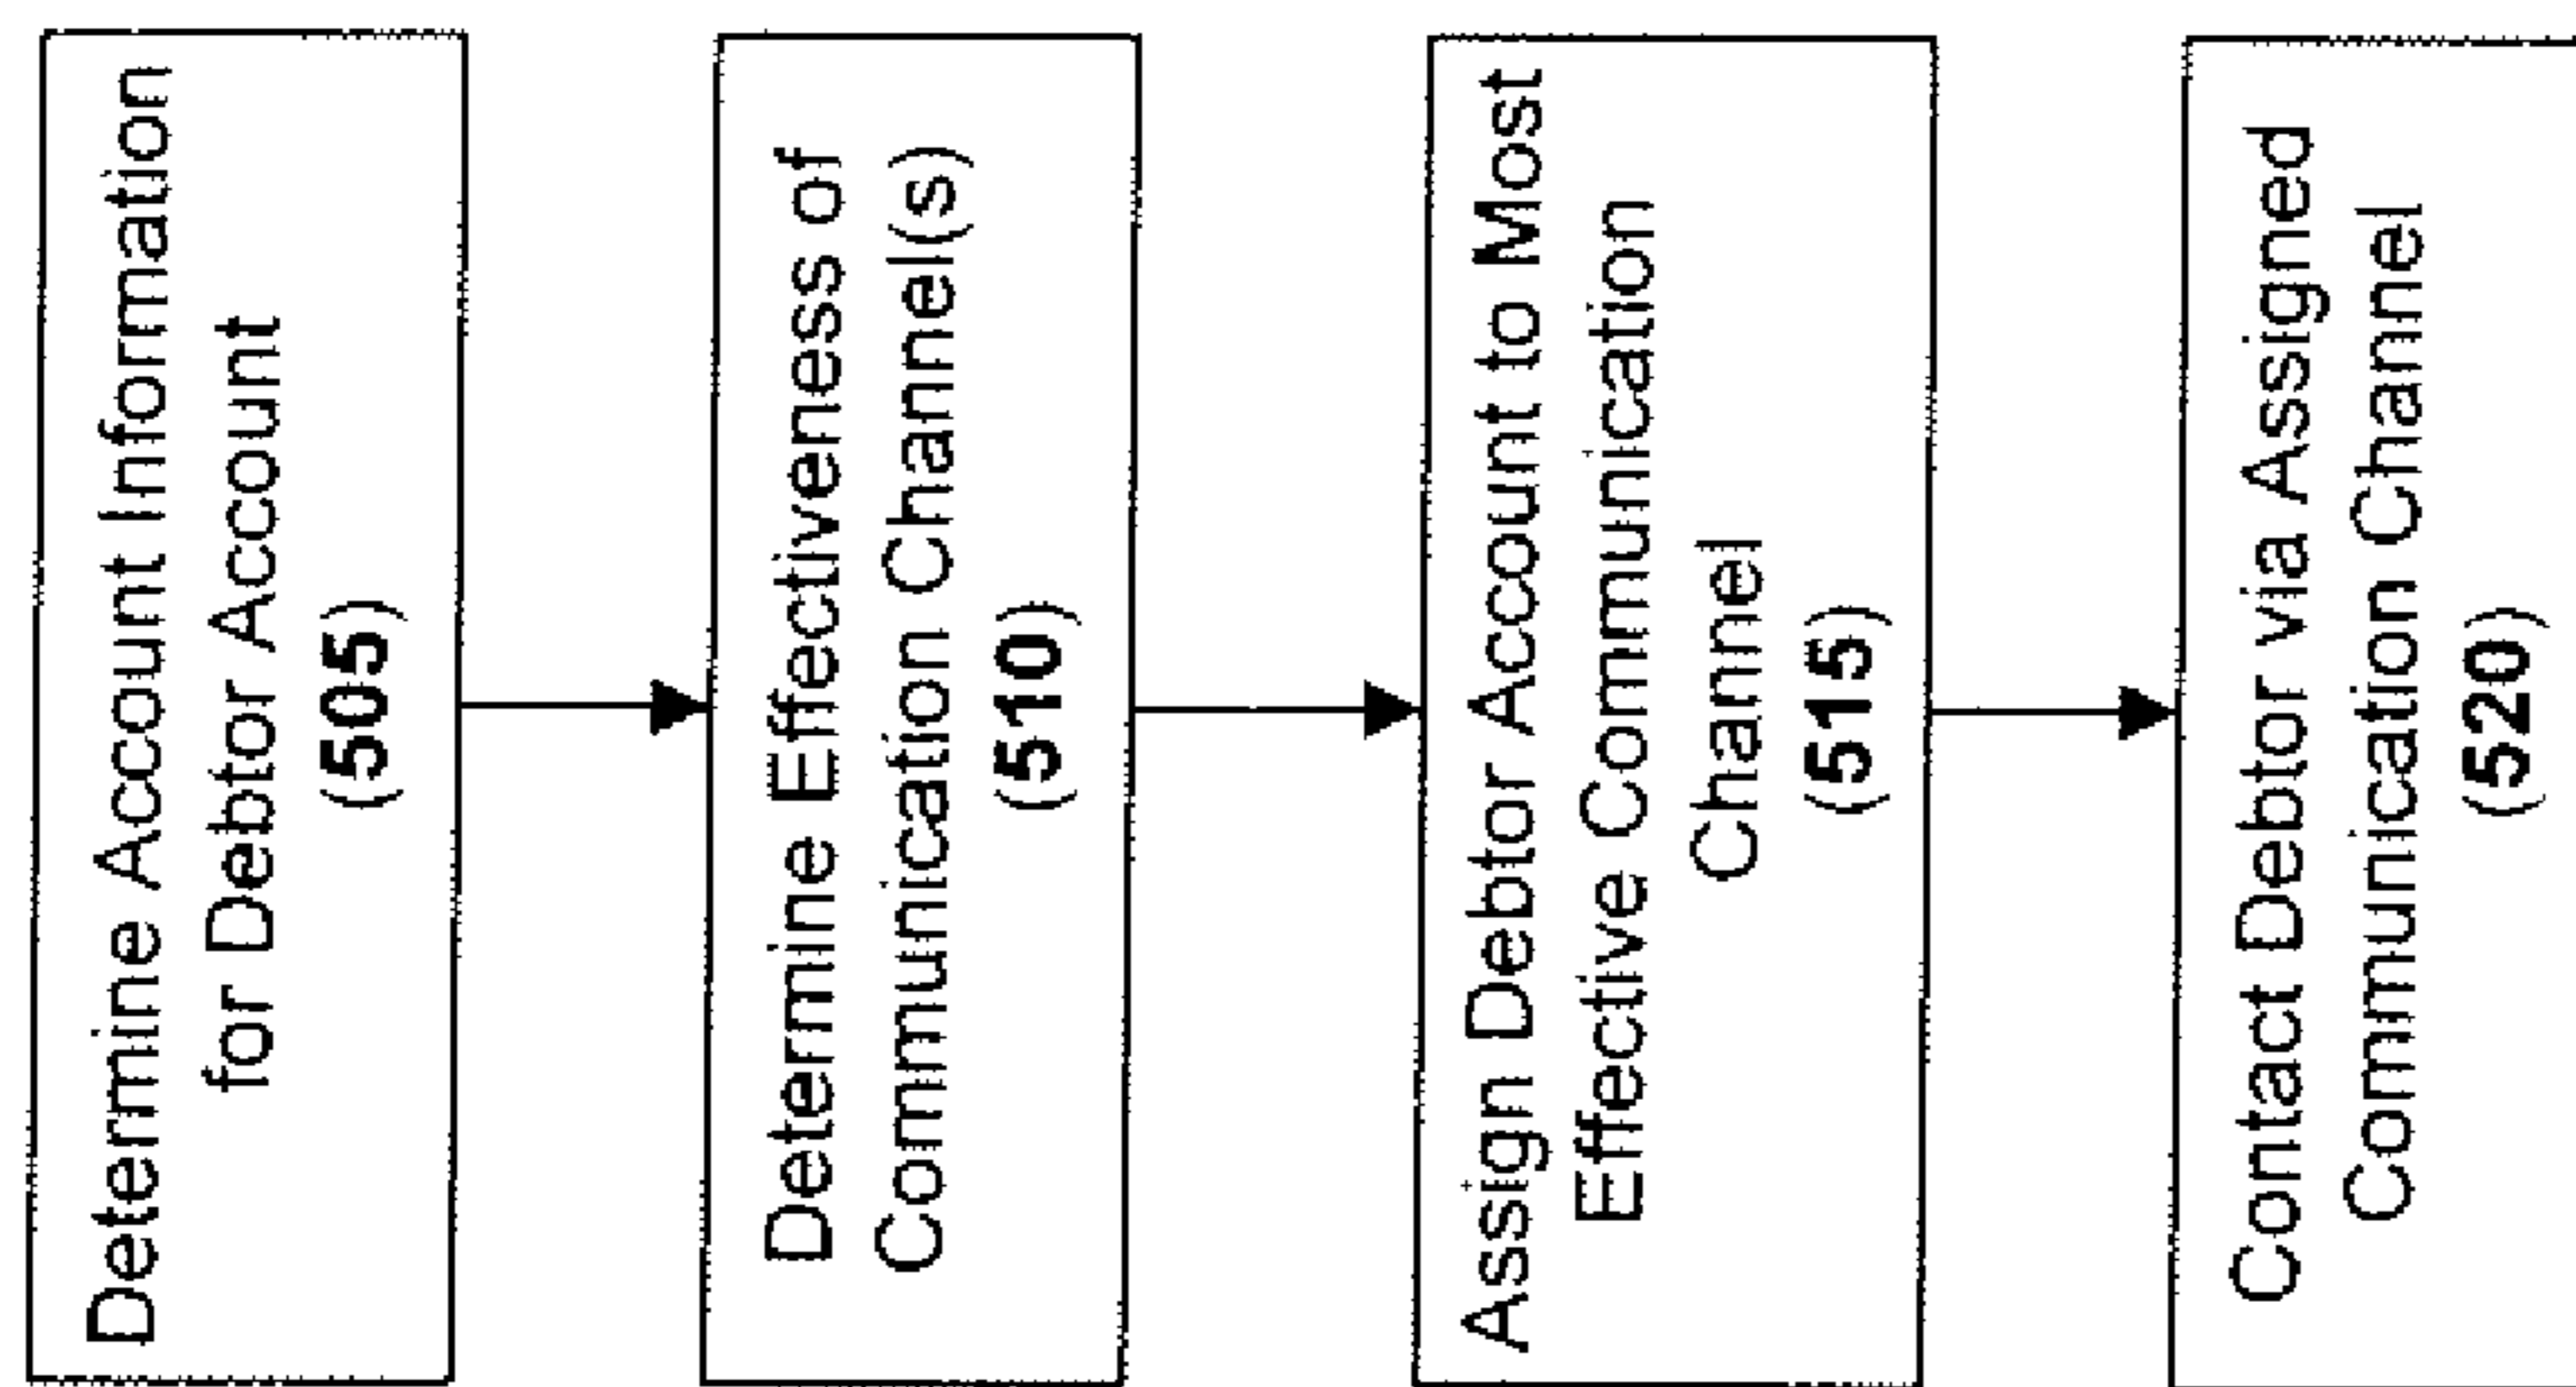 Determine Account Information
for Debtor Account
(505)
Determine Effectiveness of
Communication Channel(s)
(510)
Assign Debtor Account to Most
Effective Communication
Channel
(515)
Contact Debtor via Assigned
Communication Channel
(520)